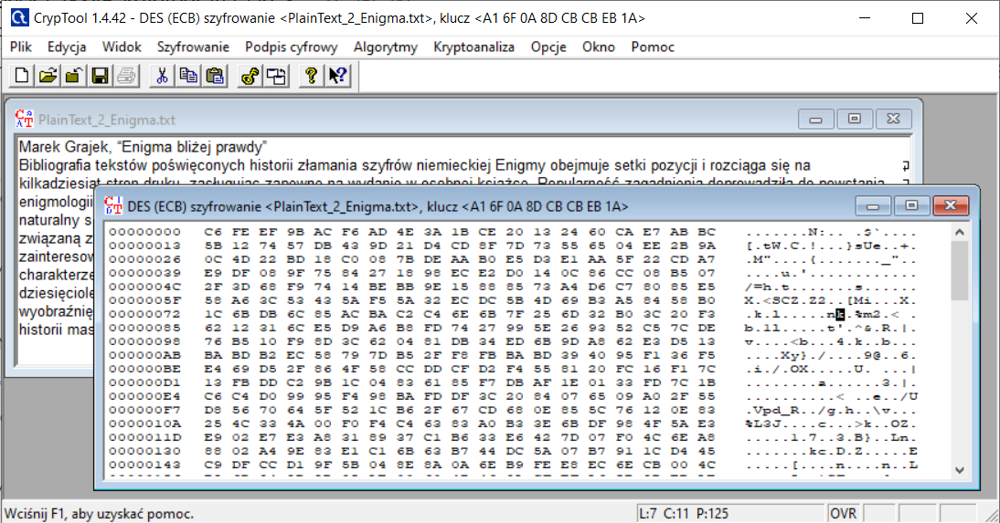 CrypTool 1.4.42 - DES (ECB) szyfrowanie <PlainText_2_Enigma.txt>, klucz <A1 6F 0A 8D CB CB EB 1A>
Plik Edycja Widok Szyfrowanie Podpis cyfrowy Algorytmy Kryptoanaliza Opcje Okno Pomoc
PlainText_2_Enigma.txt
Marek Grajek, “Enigma bliżej prawdy”
Bibliografia tekstów poświęconych historii złamania szyfrów niemieckiej Enigmy obejmuje setki pozycji i rozciąga się na
kilkadziesiąt stron druku, zasługując zapewne na wydanie w osobnej książce. Popularność zagadnienia doprowadziła do powstania
enigmologii
naturalny s
związaną z
zainteresow
charakterze
dziesięciole
wyobraźnię
historii mas
DES (ECB) szyfrowanie <PlainText_2_Enigma.txt>, klucz <A1 6F 0A 8D CB CB EB 1A>
00000000 C6 FE EF 9B AC F6 AD 4E 3A 1B CE 20 13 24 60 CA E7 AB BC .......N:.. .$`....
00000013 5B 12 74 57 DB 43 9D 21 D4 CD 8F 7D 73 55 65 04 EE 2B 9A [.tW.C.!...}sUe..+.
00000026 0C 4D 22 BD 18 C0 08 7B DE AA B0 E5 D3 E1 AA 5F 22 CD A7 .M"....{......._"..
00000039 E9 DF 08 9F 75 84 27 18 98 EC E2 D0 14 0C 86 CC 08 B5 07 ....u.'............
0000004C 2F 3D 68 F9 74 14 BE BB 9E 15 88 85 73 A4 D6 C7 80 85 E5 /=h.t.......s......
0000005F 58 A6 3C 53 43 5A F5 5A 32 EC DC 5B 4D 69 B3 A5 84 58 B0 X.<SCZ.Z2..[Mi...X.
00000072 1C 6B DB 6C 85 AC BA C2 C4 6E 6B 7F 25 6D 32 B0 3C 20 F3 .k.l.....nk.%m2.< .
00000085 62 12 31 6C E5 D9 A6 B8 FD 74 27 99 5E 26 93 52 C5 7C DE b.1l.....t'.^&.R.|.
00000098 76 B5 10 F9 8D 3C 62 04 81 DB 34 ED 6B 9D A8 62 E3 D5 13 v....<b...4.k..b...
000000AB BA BD B2 EC 58 79 7D B5 2F F8 FB BA BD 39 40 95 F1 36 F5 ....Xy}./....9@..6.
000000BE E4 69 D5 2F 86 4F 58 CC DD CF D2 F4 55 81 20 FC 16 F1 7C .i./.OX.....U. ...|
000000D1 13 FB DD C2 9B 1C 04 83 61 85 F7 DB AF 1E 01 33 FD 7C 1B ........a......3.|.
000000E4 C6 C4 D0 99 95 F4 98 BA FD DF 3C 20 84 07 65 09 A0 2F 55 ..........< ..e../U
000000F7 D8 56 70 64 5F 52 1C B6 2F 67 CD 68 0E 85 5C 76 12 0E 83 .Vpd_R../g.h..\v...
0000010A 25 4C 33 4A 00 F0 F4 C4 63 83 A0 B3 3E 6B DF 98 4F 5A E3 %L3J....c...>k..OZ.
0000011D E9 02 E7 E3 A8 31 89 37 C1 B6 33 E6 42 7D 07 F0 4C 6E A8 .....1.7..3.B}..Ln.
00000130 88 02 A4 9E 83 E1 C1 6B 63 B7 44 DC 5A 07 B7 91 1C D4 45 .......kc.D.Z.....E
00000143 C9 DF CC D1 9F 5B 04 8E 8A 0A 6E B9 FE E8 EC 6E CB 00 4C .....[....n....n..L
Wciśnij F1, aby uzyskać pomoc.
L:7 C:11 P:125
OVR